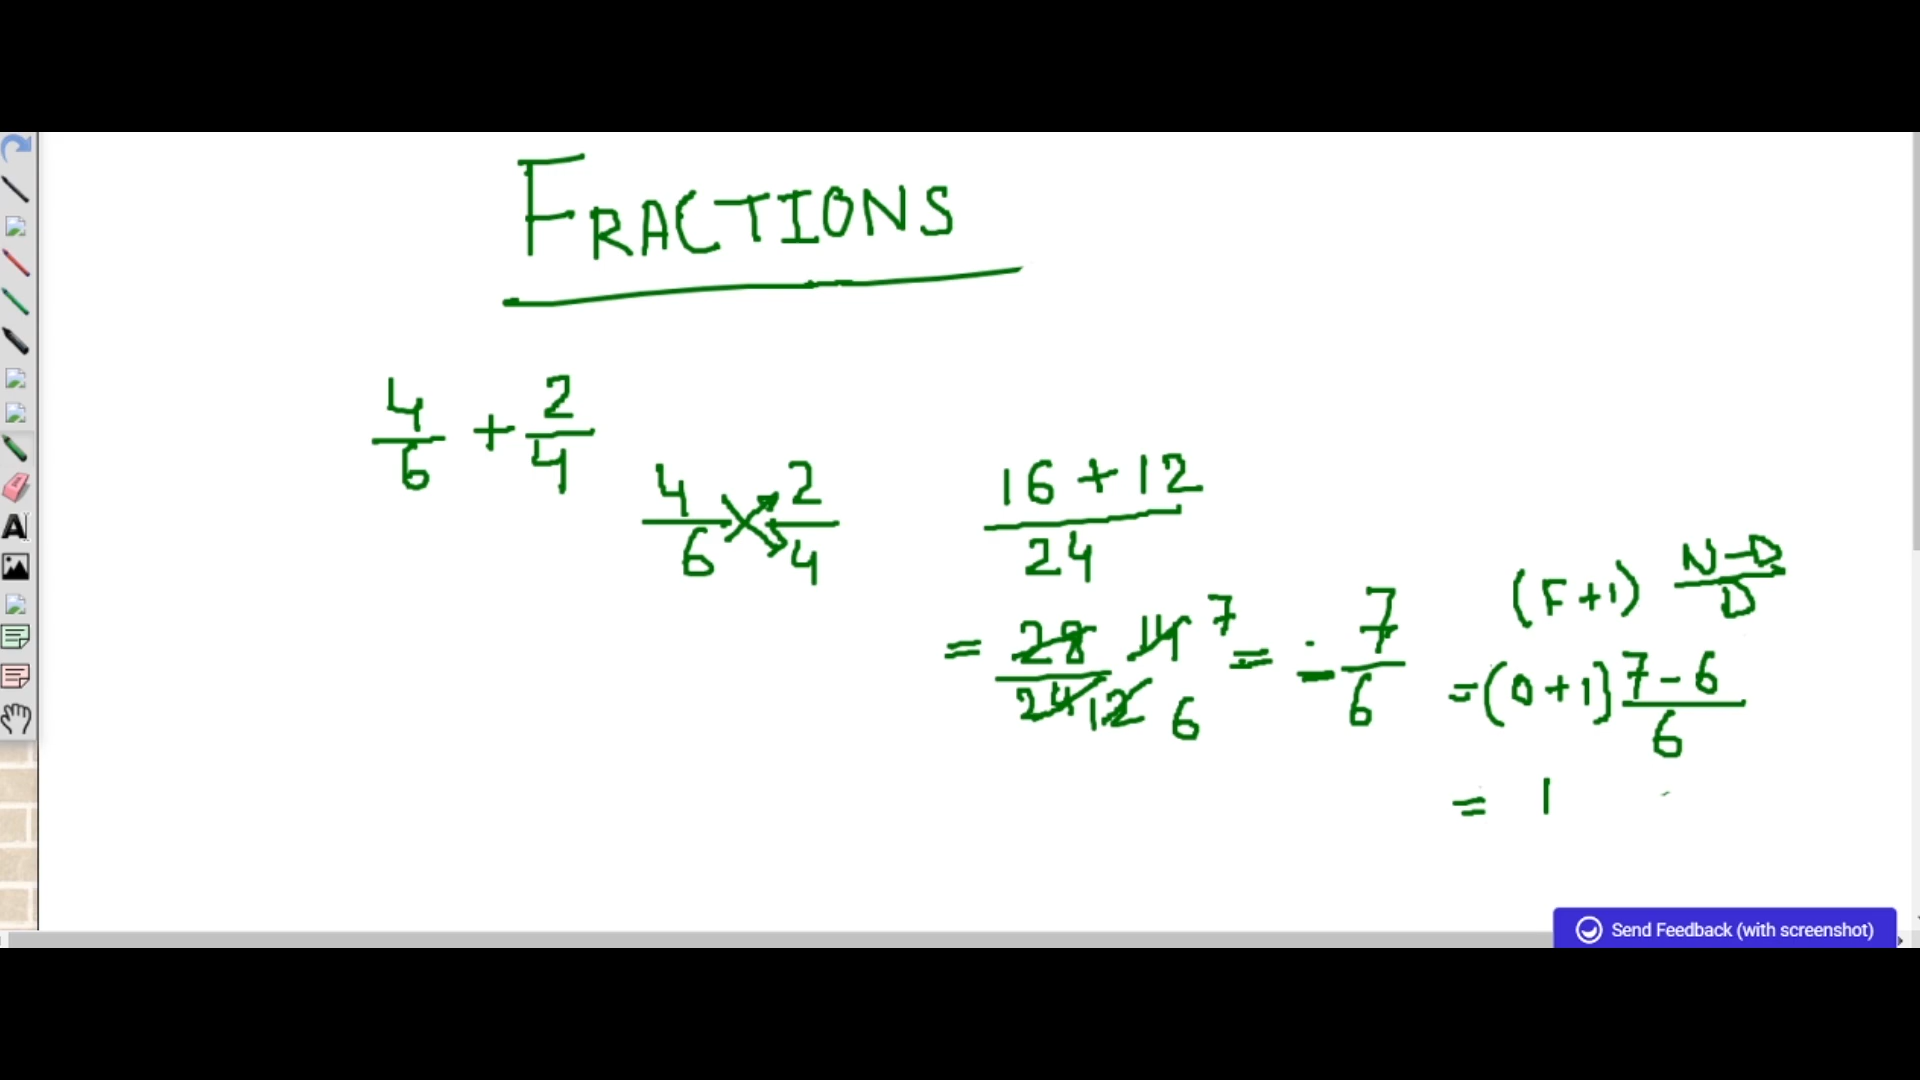 FRACTIONS
4/6 + 2/4
4/6 2/4
16 + 12 / 24
= 28/24 14/12 7/6 = - 7/6
(F+1) N-D/D
= (0+1) 7-6/6
= 1
A
Send Feedback (with screenshot)